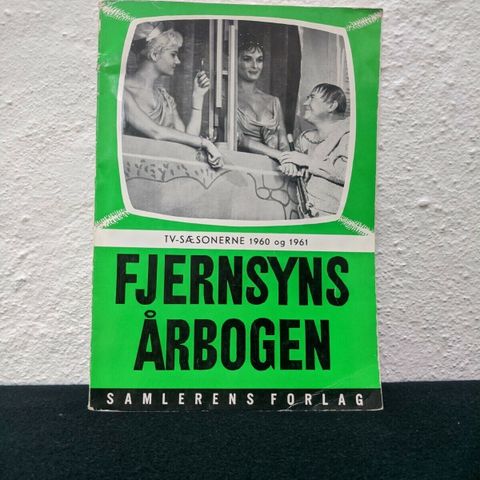 TV-SÆSONERNE 1960 og 1961
FJERNSYNS
ÅRBOGEN
SAMLERENS FORLAG